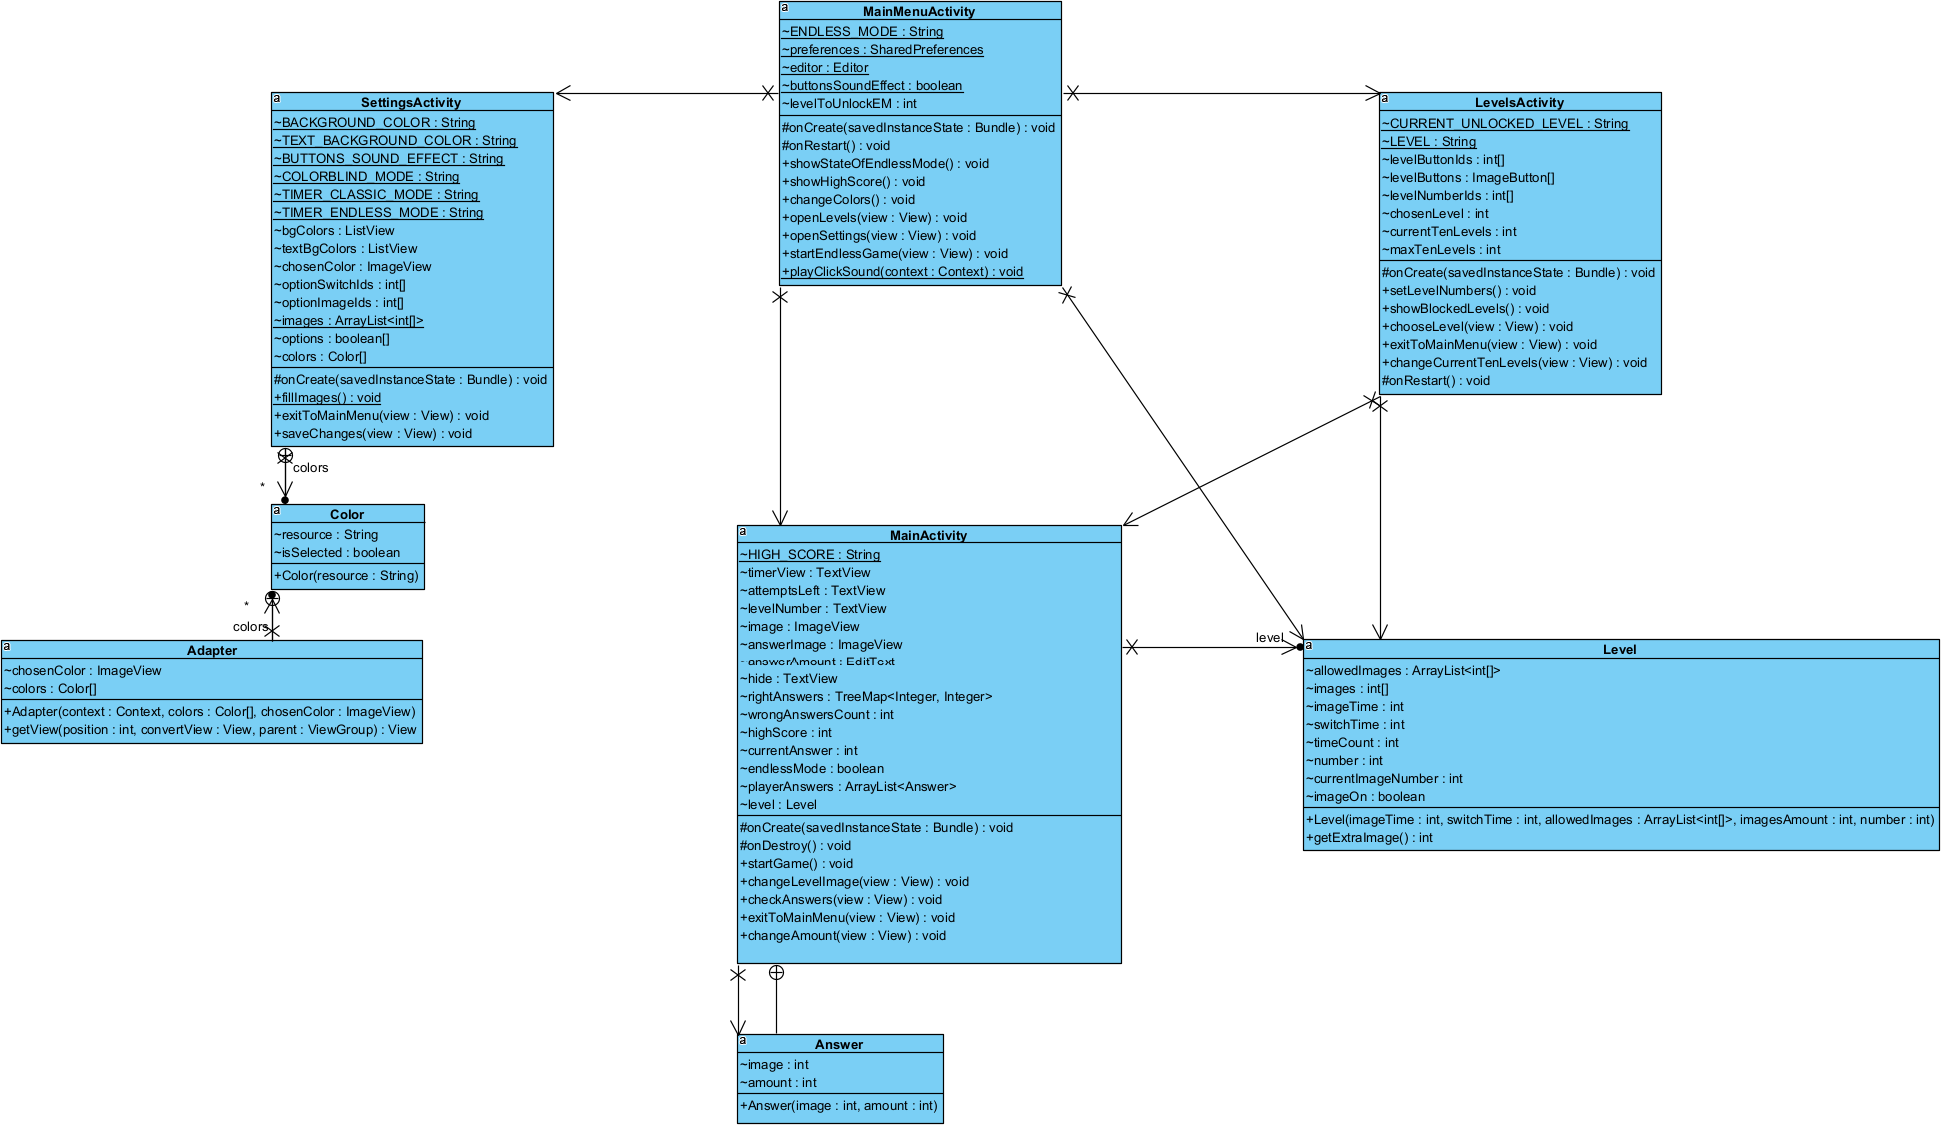 a
MainMenuActivity
~ENDLESS_MODE : String
~preferences : SharedPreferences
~editor : Editor
~buttonsSoundEffect : boolean
~levelToUnlockEM : int
#onCreate(savedInstanceState : Bundle) : void
#onRestart() : void
+showStateOfEndlessMode() : void
+showHighScore() : void
+changeColors() : void
+openLevels(view : View) : void
+openSettings(view : View) : void
+startEndlessGame(view : View) : void
+playClickSound(context : Context) : void
a
SettingsActivity
~BACKGROUND_COLOR : String
~TEXT_BACKGROUND_COLOR : String
~BUTTONS_SOUND_EFFECT : String
~COLORBLIND_MODE : String
~TIMER_CLASSIC_MODE : String
~TIMER_ENDLESS_MODE : String
~bgColors : ListView
~textBgColors : ListView
~chosenColor : ImageView
~optionSwitchIds : int[]
~optionImageIds : int[]
~images : ArrayList<int[]>
~options : boolean[]
~colors : Color[]
#onCreate(savedInstanceState : Bundle) : void
+fillImages() : void
+exitToMainMenu(view : View) : void
+saveChanges(view : View) : void
a
LevelsActivity
~CURRENT_UNLOCKED_LEVEL : String
~LEVEL : String
~levelButtonIds : int[]
~levelButtons : ImageButton[]
~levelNumberIds : int[]
~chosenLevel : int
~currentTenLevels : int
~maxTenLevels : int
#onCreate(savedInstanceState : Bundle) : void
+setLevelNumbers() : void
+showBlockedLevels() : void
+chooseLevel(view : View) : void
+exitToMainMenu(view : View) : void
+changeCurrentTenLevels(view : View) : void
#onRestart() : void
colors
*
a
Color
~resource : String
~isSelected : boolean
+Color(resource : String)
*
colors
a
Adapter
~chosenColor : ImageView
~colors : Color[]
+Adapter(context : Context, colors : Color[], chosenColor : ImageView)
+getView(position : int, convertView : View, parent : ViewGroup) : View
a
MainActivity
~HIGH_SCORE : String
~timerView : TextView
~attemptsLeft : TextView
~levelNumber : TextView
~image : ImageView
~answerImage : ImageView
~answerAmount : EditText
~hide : TextView
~rightAnswers : TreeMap<Integer, Integer>
~wrongAnswersCount : int
~highScore : int
~currentAnswer : int
~endlessMode : boolean
~playerAnswers : ArrayList<Answer>
~level : Level
#onCreate(savedInstanceState : Bundle) : void
#onDestroy() : void
+startGame() : void
+changeLevelImage(view : View) : void
+checkAnswers(view : View) : void
+exitToMainMenu(view : View) : void
+changeAmount(view : View) : void
level
a
Level
~allowedImages : ArrayList<int[]>
~images : int[]
~imageTime : int
~switchTime : int
~timeCount : int
~number : int
~currentImageNumber : int
~imageOn : boolean
+Level(imageTime : int, switchTime : int, allowedImages : ArrayList<int[]>, imagesAmount : int, number : int)
+getExtraImage() : int
a
Answer
~image : int
~amount : int
+Answer(image : int, amount : int)